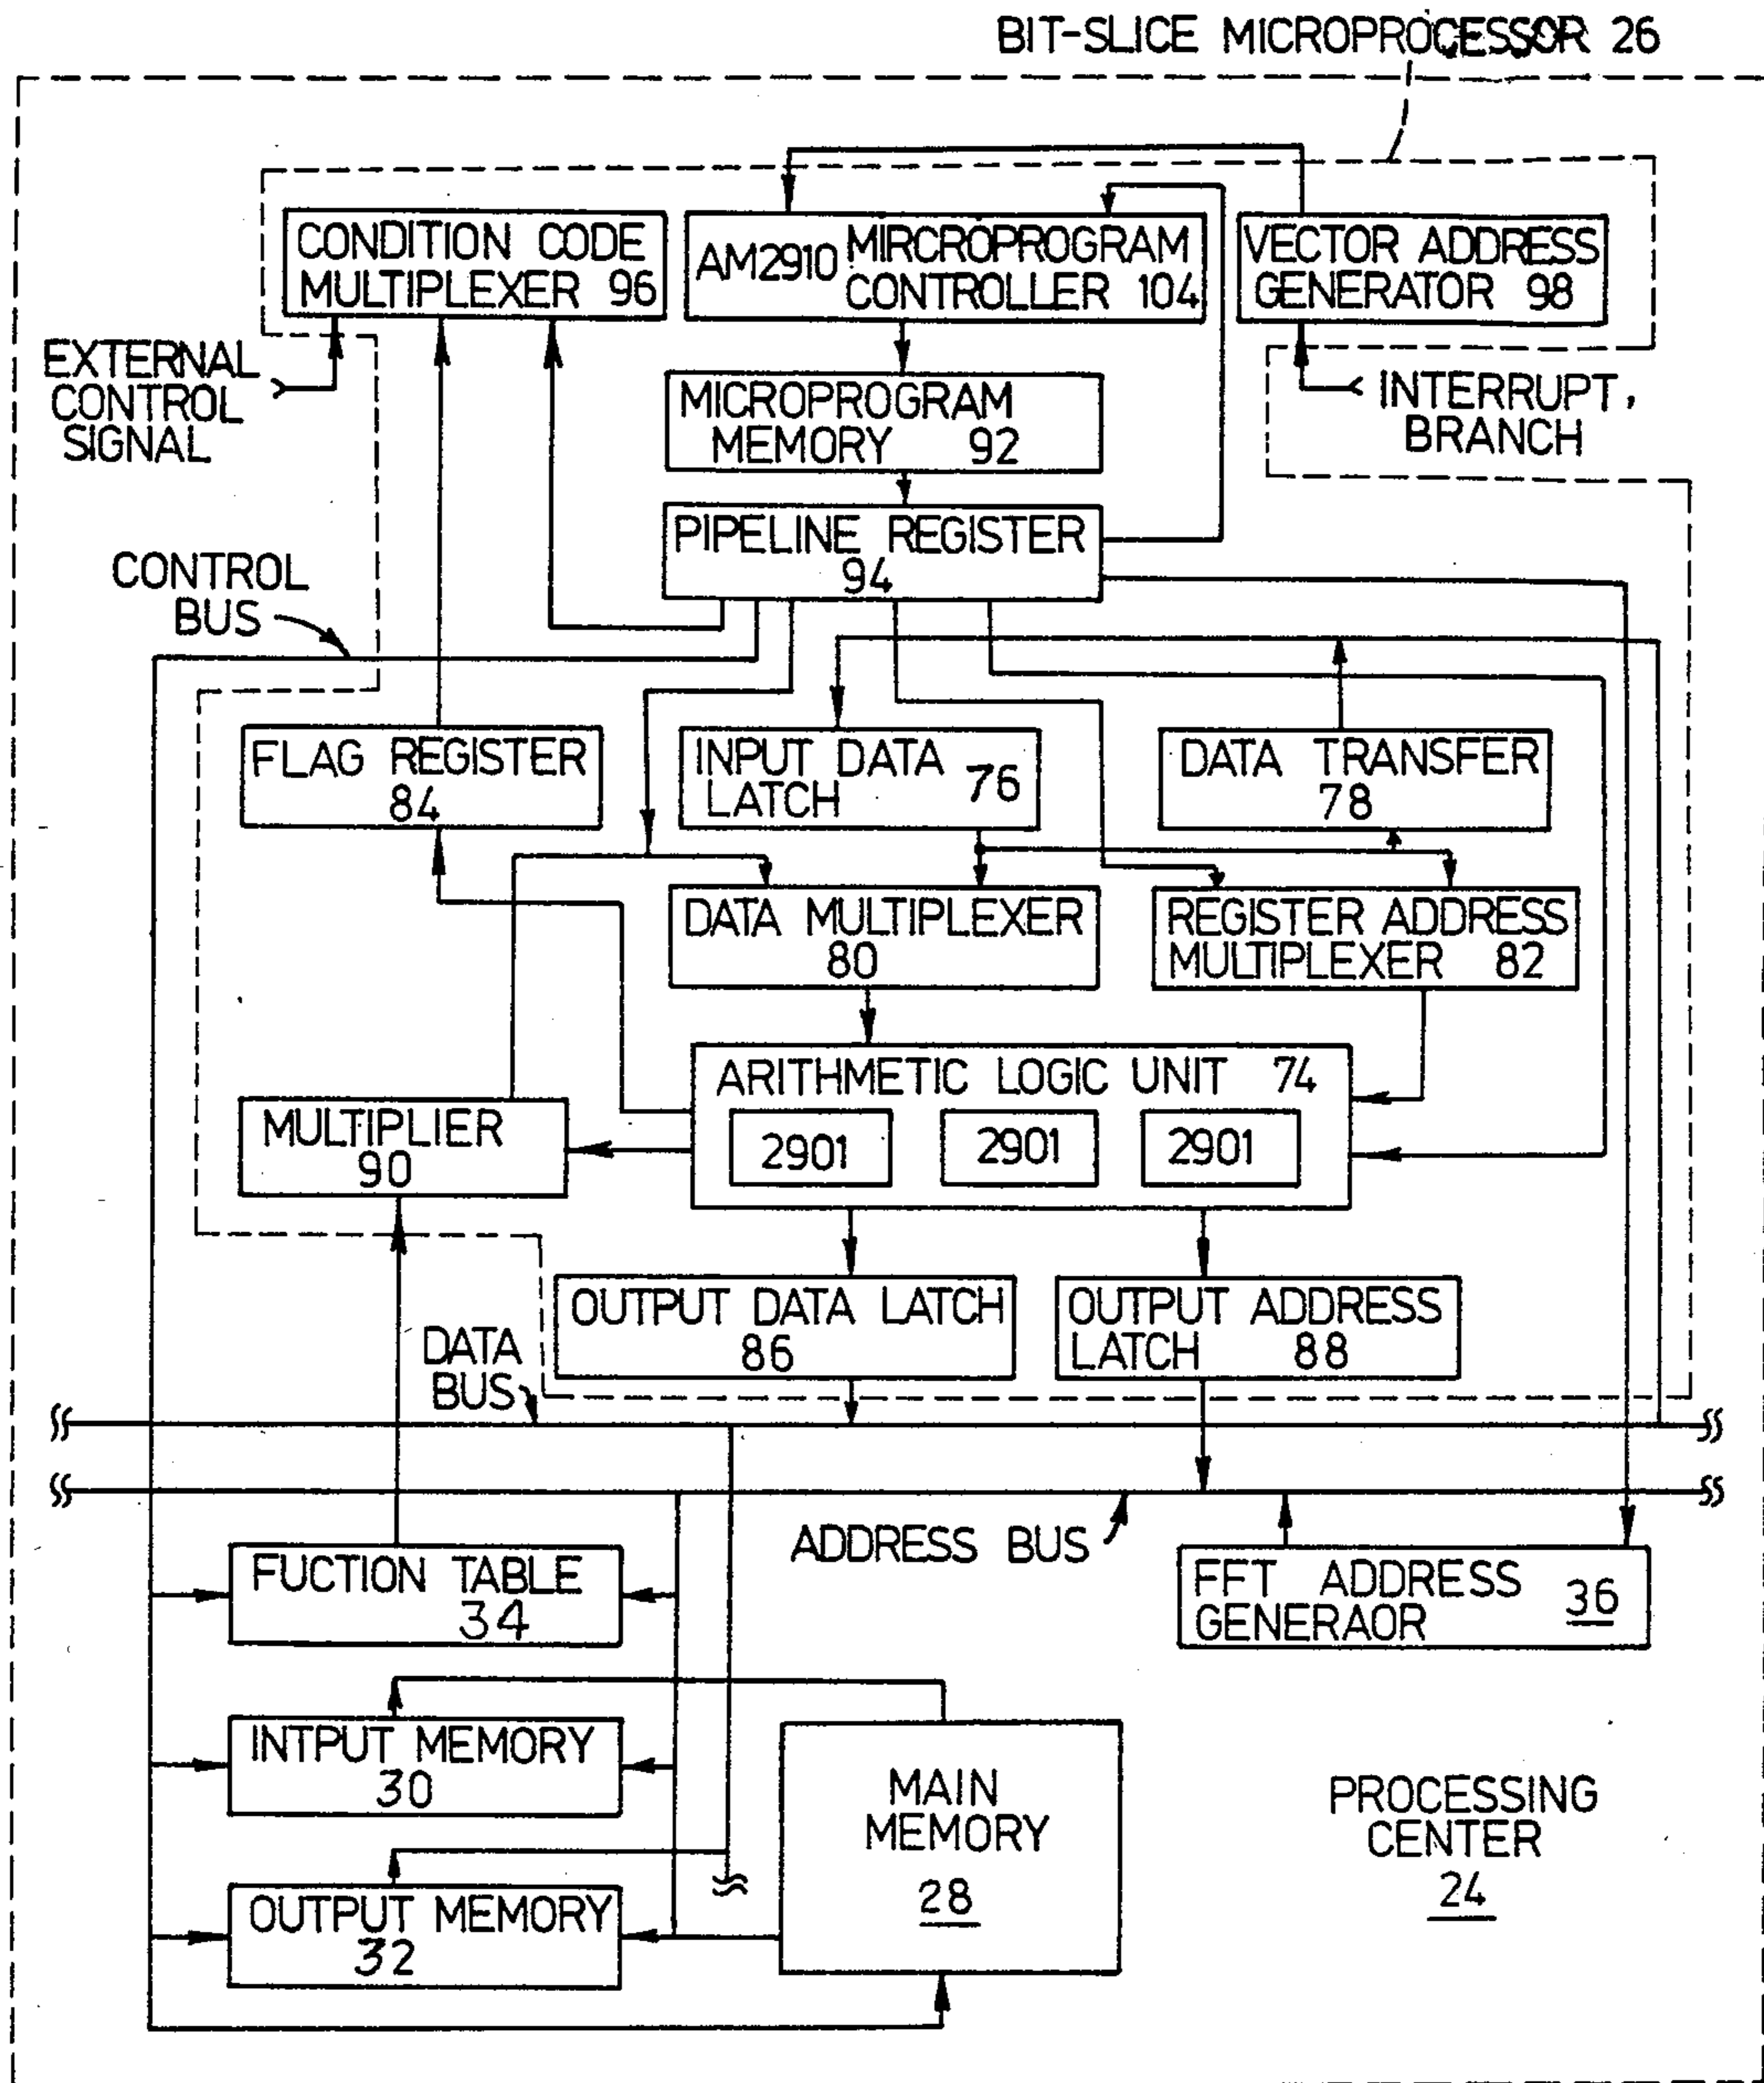 BIT-SLICE MICROPROCESSOR 26
CONDITION CODE
MULTIPLEXER 96
AM2910 MIRCROPROGRAM
CONTROLLER 104
VECTOR ADDRESS
GENERATOR 98
EXTERNAL
CONTROL
SIGNAL
INTERRUPT,
BRANCH
MICROPROGRAM
MEMORY 92
PIPELINE REGISTER
94
CONTROL
BUS
FLAG REGISTER
84
INPUT DATA
LATCH 76
DATA TRANSFER
78
DATA MULTIPLEXER
80
REGISTER ADDRESS
MULTIPLEXER 82
ARITHMETIC LOGIC UNIT 74
2901 2901 2901
MULTIPLIER
90
OUTPUT DATA LATCH
86
OUTPUT ADDRESS
LATCH 88
DATA
BUS
ADDRESS BUS
FUCTION TABLE
34
FFT ADDRESS
GENERAOR 36
INTPUT MEMORY
30
MAIN
MEMORY
28
OUTPUT MEMORY
32
PROCESSING
CENTER
24